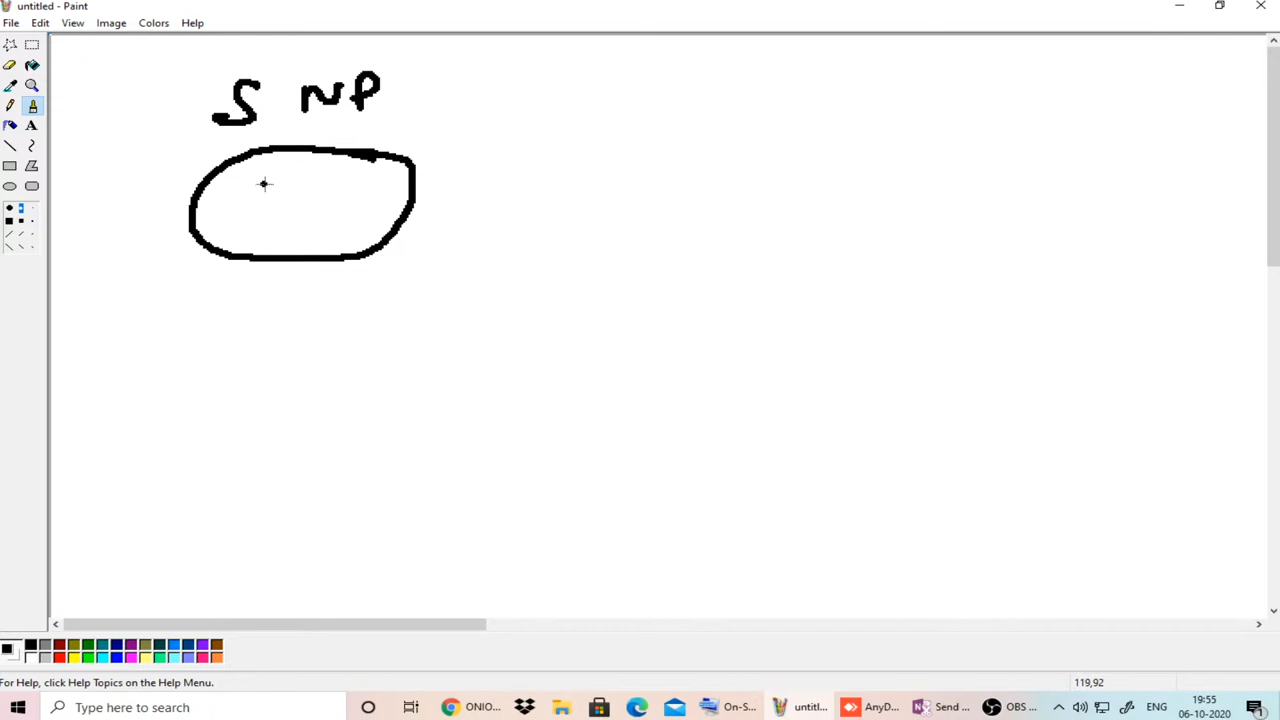 untitled - Paint
File Edit View Image Colors Help
S NP
For Help, click Help Topics on the Help Menu.
119,92
Type here to search
ONIO...
On-S...
untitl...
AnyD...
Send ...
OBS ...
ENG
19:55
06-10-2020
1